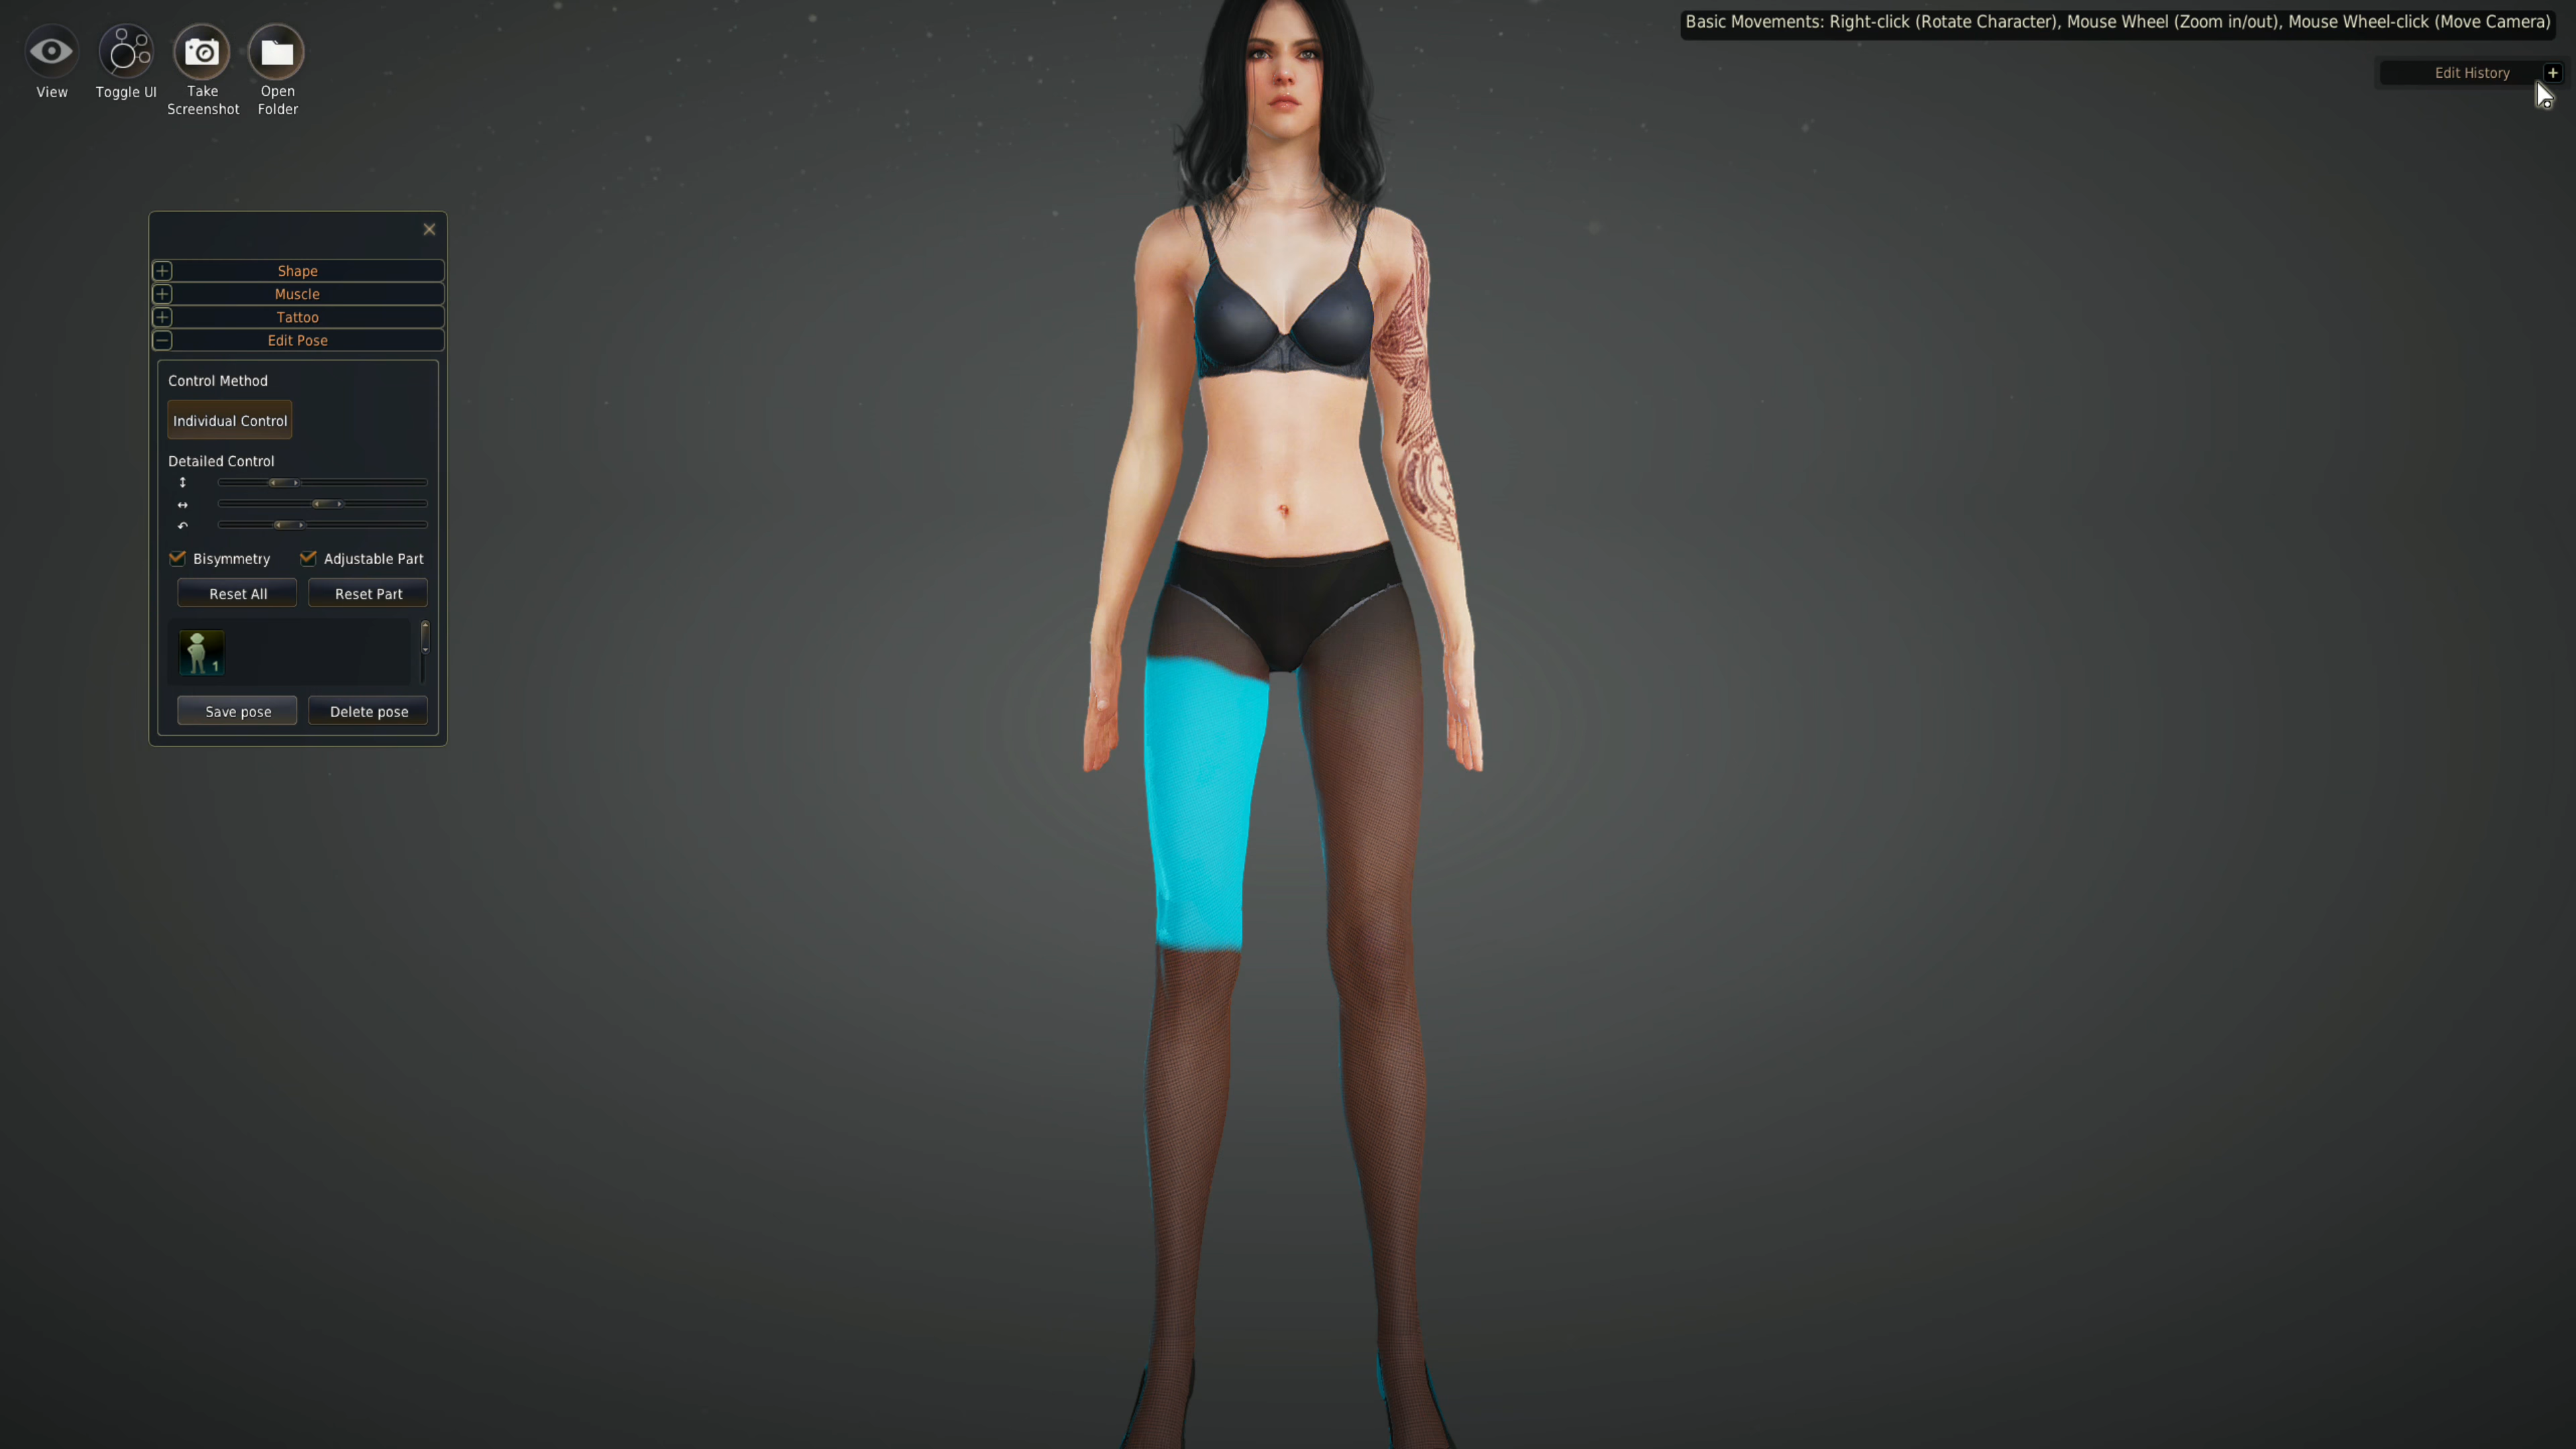 Basic Movements: Right-click (Rotate Character), Mouse Wheel (Zoom in/out), Mouse Wheel-click (Move Camera)
View
Toggle UI
Take
Screenshot
Open
Folder
Edit History
Shape
Muscle
Tattoo
Edit Pose
Control Method
Individual Control
Detailed Control
Bisymmetry
Adjustable Part
Reset All
Reset Part
1
Save pose
Delete pose